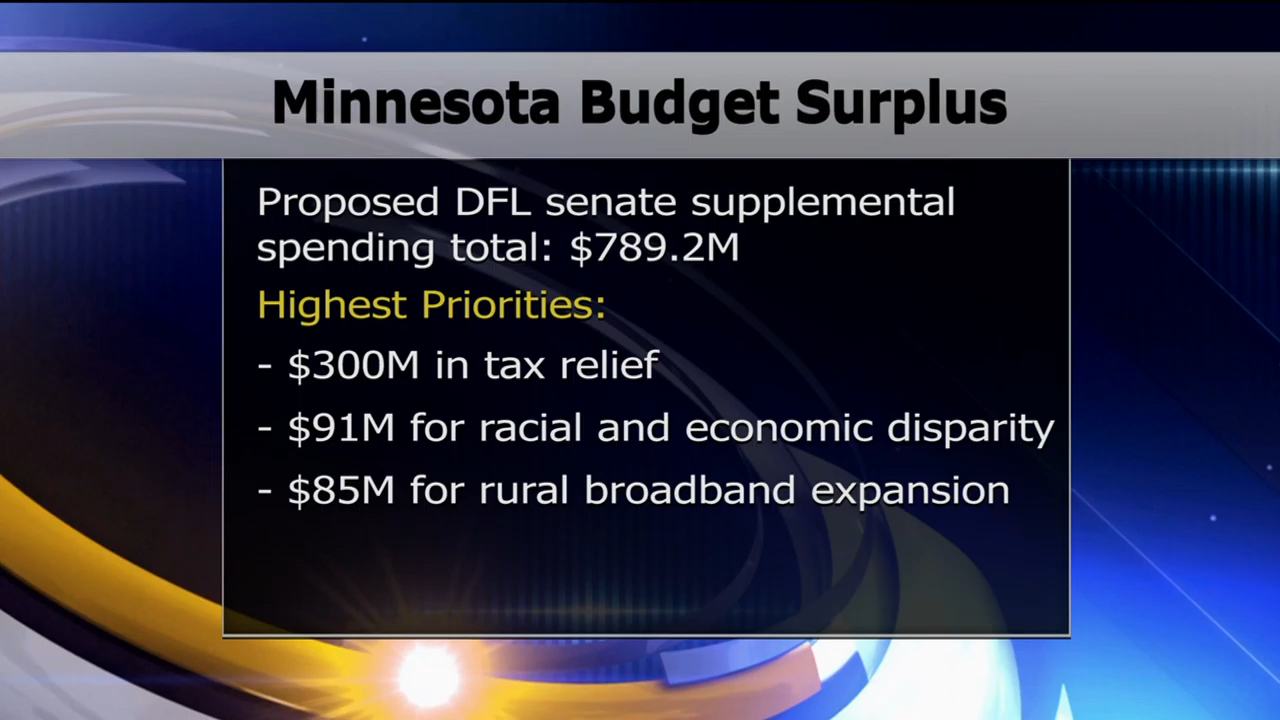 Minnesota Budget Surplus
Proposed DFL senate supplemental
spending total: $789.2M
Highest Priorities:
- $300M in tax relief
- $91M for racial and economic disparity
- $85M for rural broadband expansion